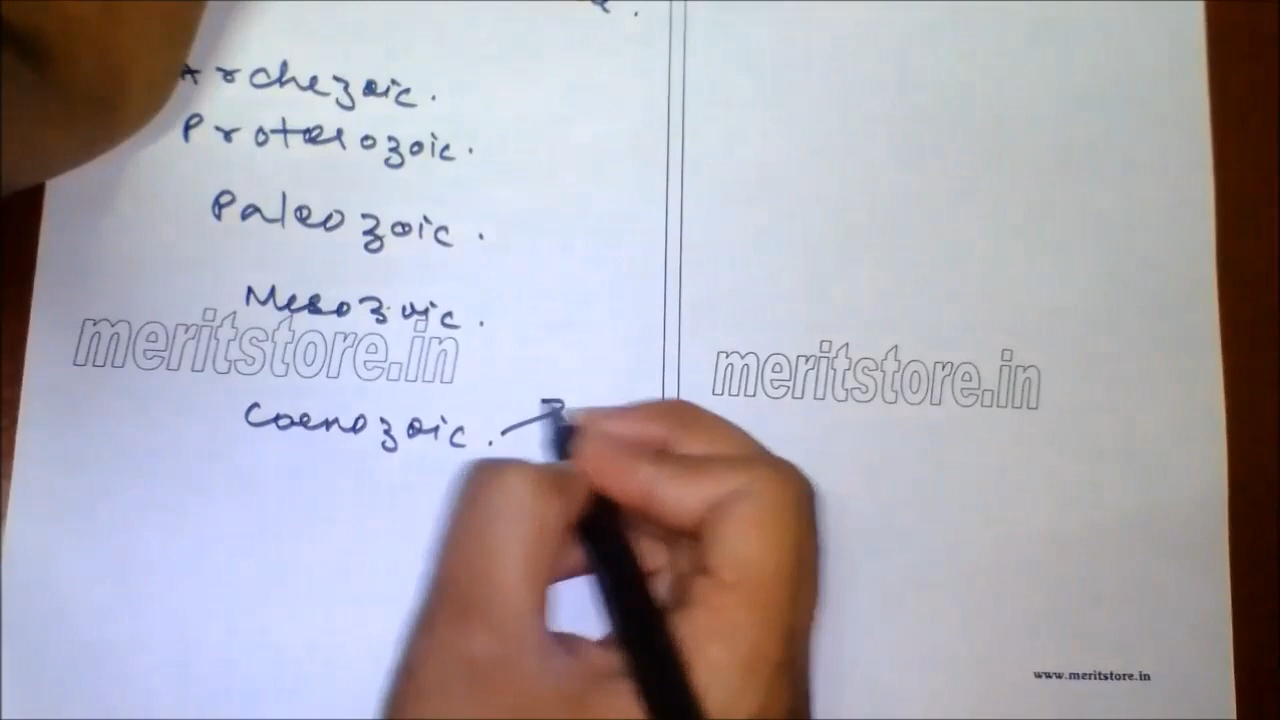 Archezoic.
Proterozoic.
Paleozoic.
Mesozoic.
meritstore.in
meritstore.in
Coenozoic.
www.meritstore.in